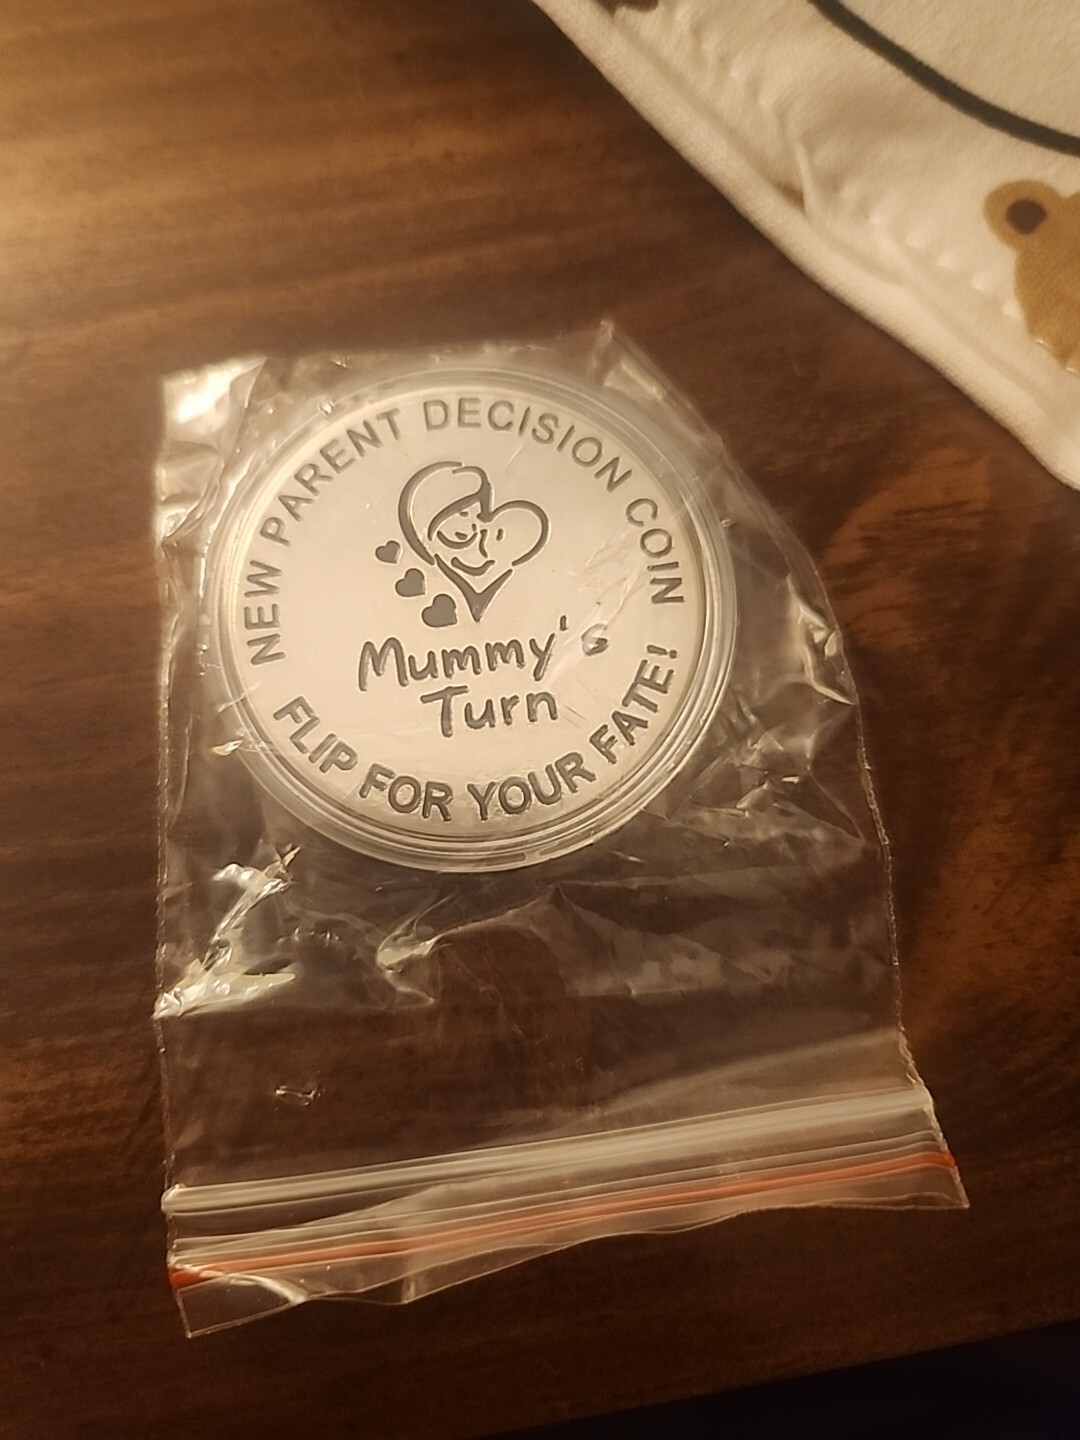 NEW PARENT DECISION COIN
Mummy's
Turn
FLIP FOR YOUR FATE!